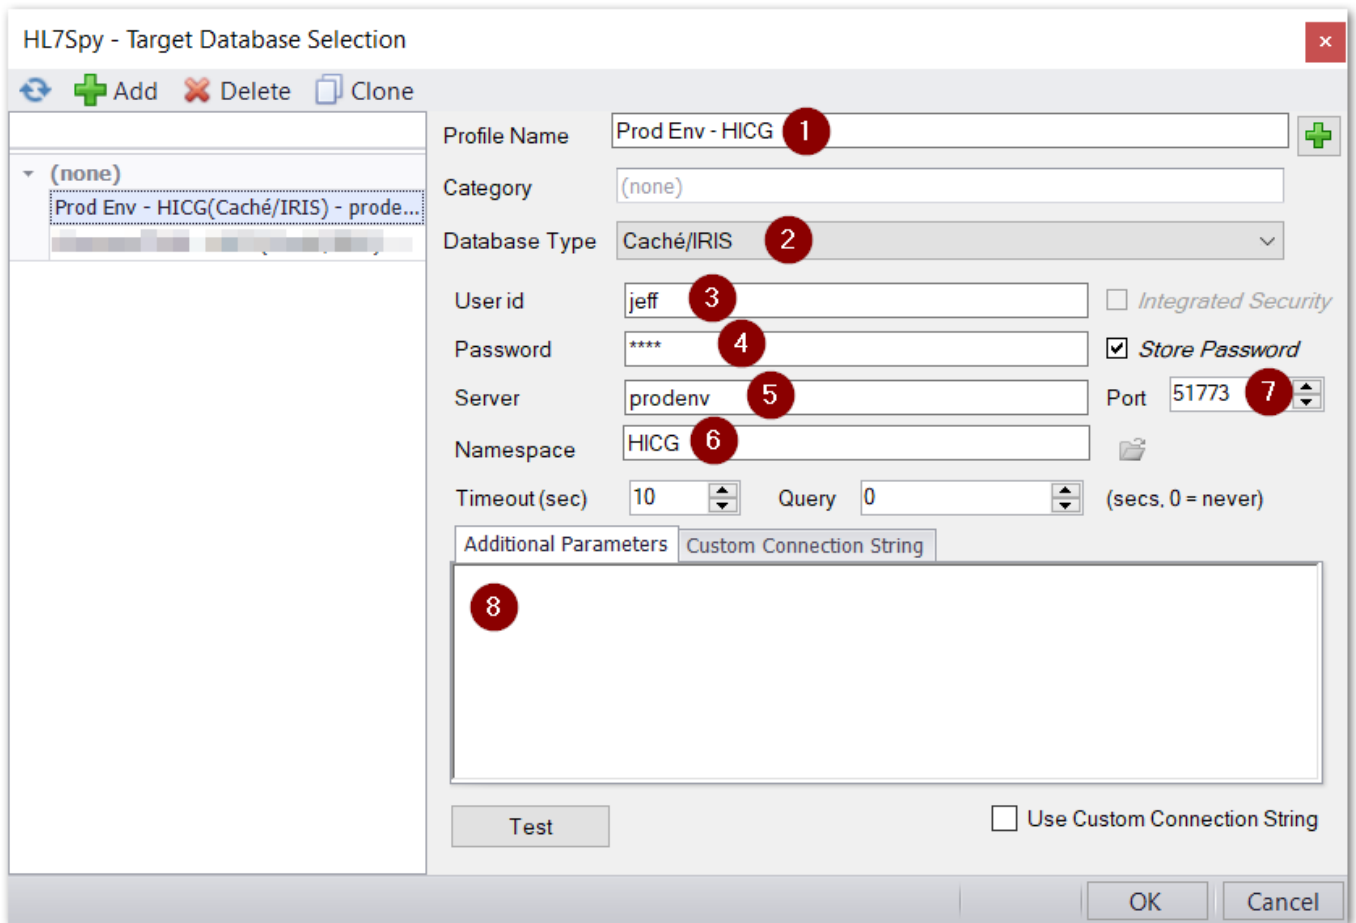 HL7Spy - Target Database Selection
x
Add Delete Clone
Profile Name Prod Env - HICG 1
(none)
Category (none)
Prod Env - HICG(Caché/IRIS) - prode...
Database Type Caché/IRIS 2
User id jeff 3 Integrated Security
Password **** 4 Store Password
Server prodenv 5 Port 51773 7
Namespace HICG 6
Timeout (sec) 10 Query 0 (secs, 0 = never)
Additional Parameters Custom Connection String
8
Test Use Custom Connection String
OK Cancel